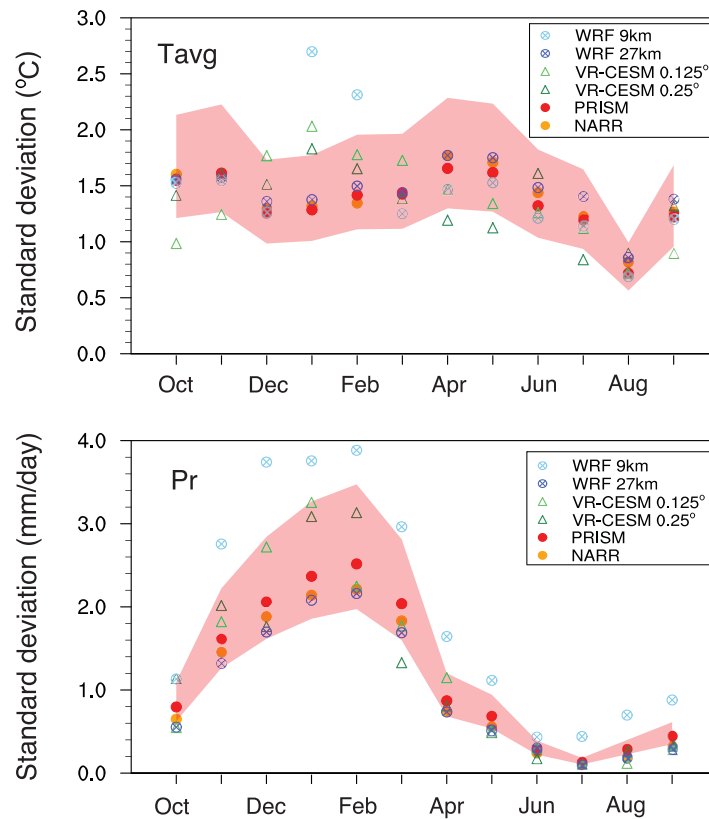 Tavg
Standard deviation (°C)
3.0
2.5
2.0
1.5
1.0
0.5
0.0
WRF 9km
WRF 27km
VR-CESM 0.125°
VR-CESM 0.25°
PRISM
NARR
Oct Dec Feb Apr Jun Aug
Pr
Standard deviation (mm/day)
4.0
3.0
2.0
1.0
0.0
WRF 9km
WRF 27km
VR-CESM 0.125°
VR-CESM 0.25°
PRISM
NARR
Oct Dec Feb Apr Jun Aug